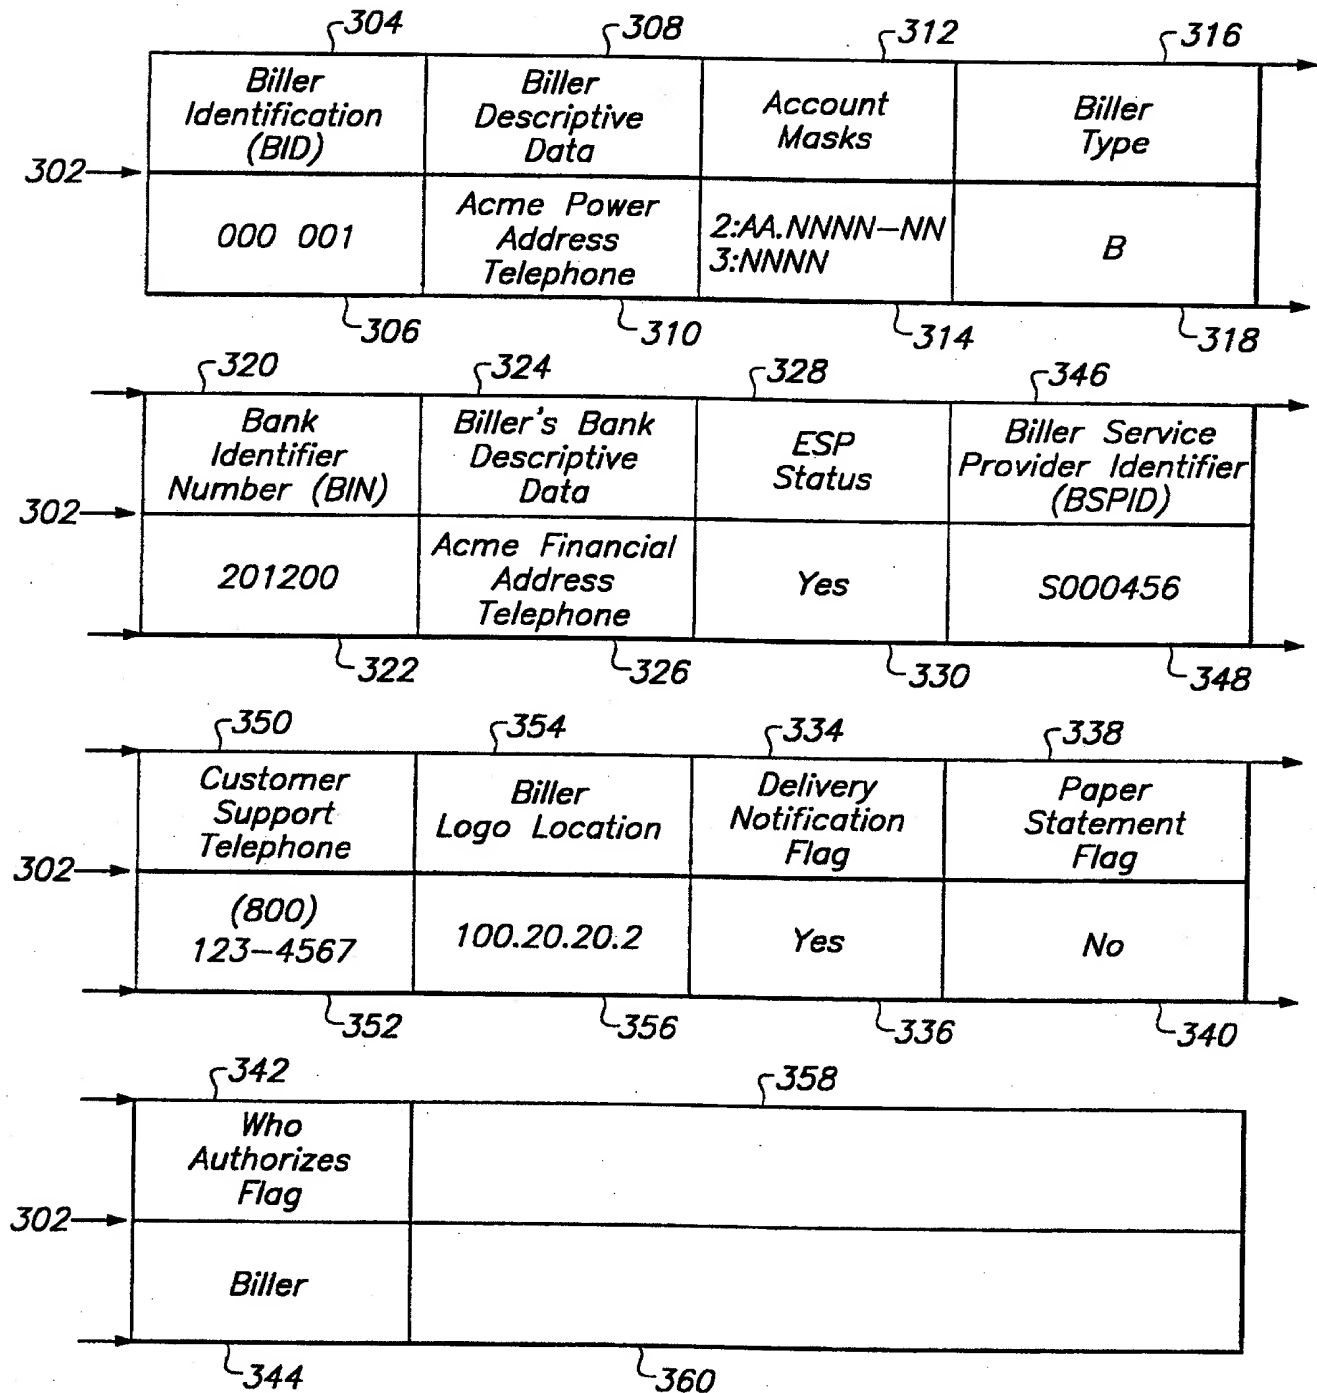 304
308
312
316
Biller
Identification
(BID)
Biller
Descriptive
Data
Account
Masks
Biller
Type
302
000 001
Acme Power
Address
Telephone
2:AA.NNNN–NN
3:NNNN
B
306
310
314
318
320
324
328
346
Bank
Identifier
Number (BIN)
Biller's Bank
Descriptive
Data
ESP
Status
Biller Service
Provider Identifier
(BSPID)
302
201200
Acme Financial
Address
Telephone
Yes
S000456
322
326
330
348
350
354
334
338
Customer
Support
Telephone
Biller
Logo Location
Delivery
Notification
Flag
Paper
Statement
Flag
302
(800)
123–4567
100.20.20.2
Yes
No
352
356
336
340
342
358
Who
Authorizes
Flag
302
Biller
344
360